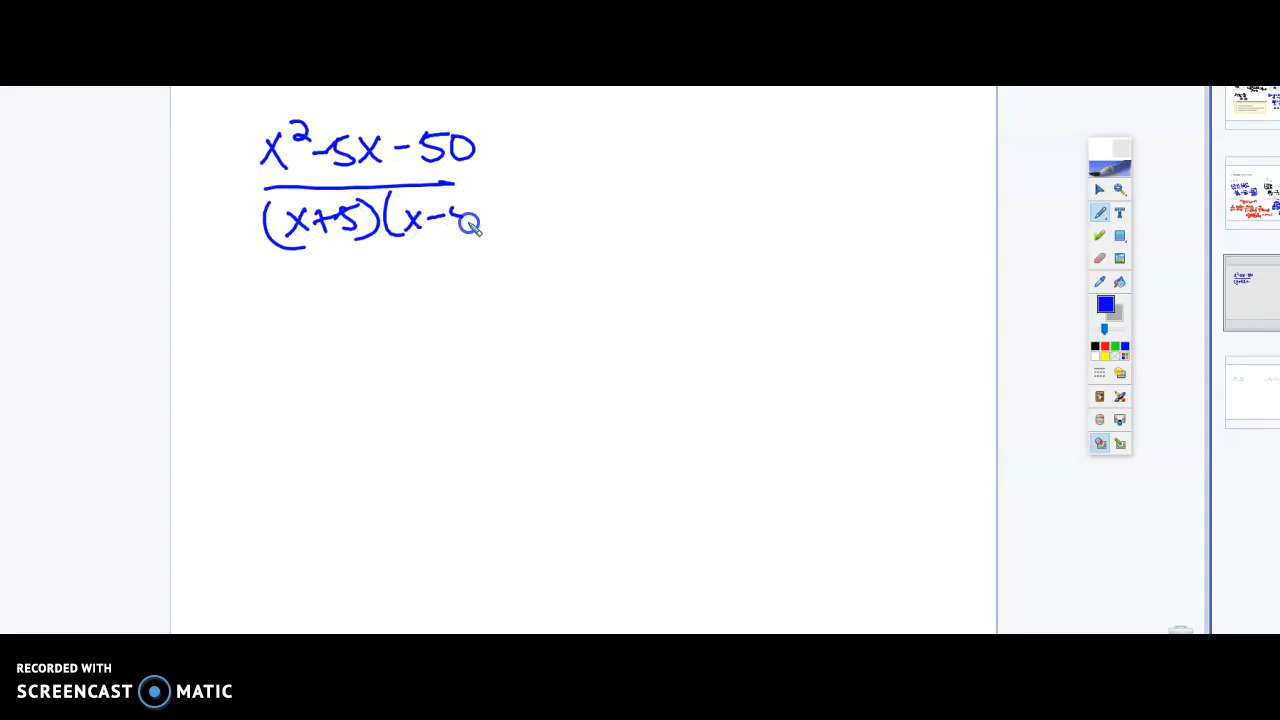 x²-5x-50
(x+5)(x-
RECORDED WITH
SCREENCAST MATIC